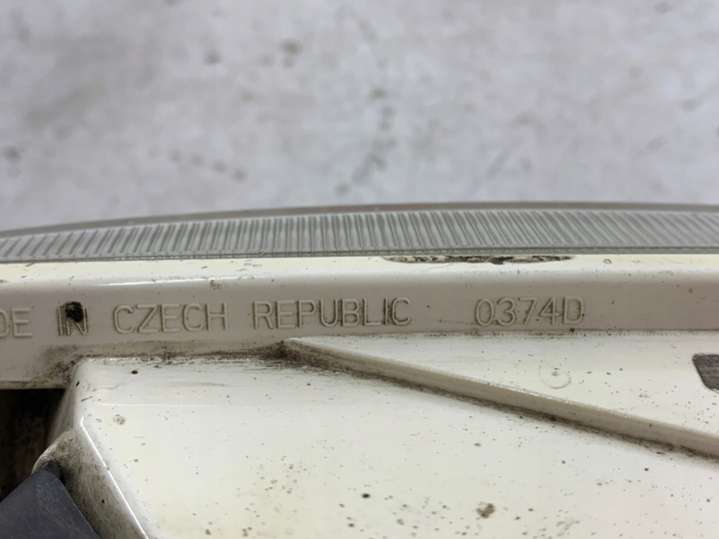 DE IN CZECH REPUBLIC 0374D